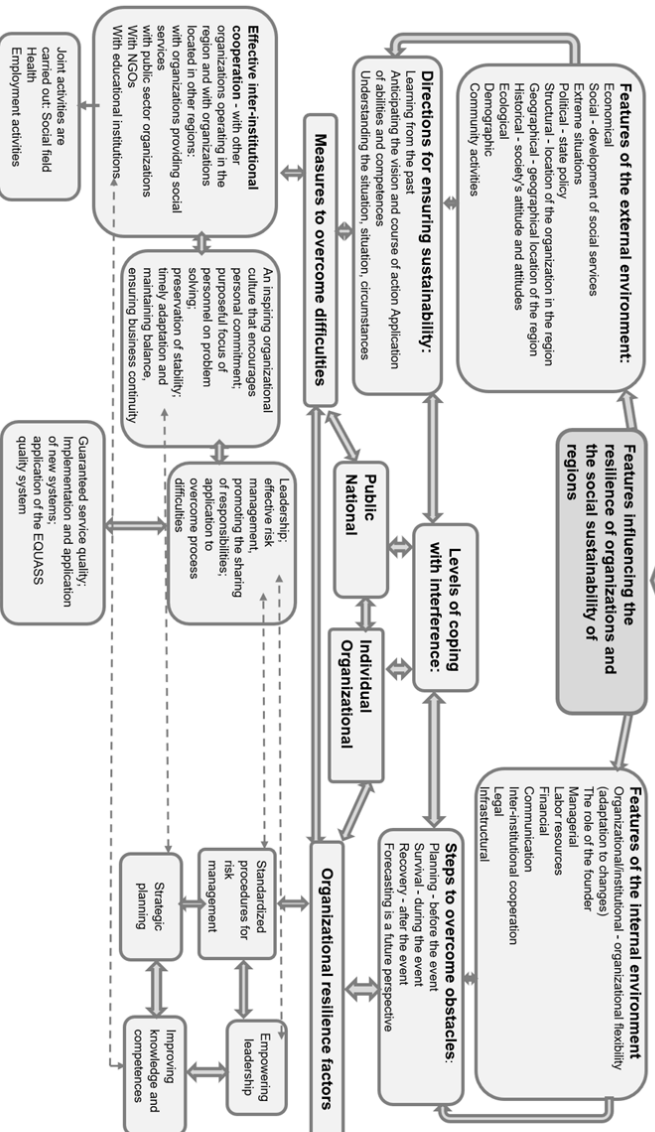 Features influencing the
resilience of organizations and
the social sustainability of
regions
Features of the external environment:
Economical
Social - development of social services
Extreme situations
Political - state policy
Structural - location of the organization in the region
Geographical - geographical location of the region
Historical - society's attitude and attitudes
Ecological
Demographic
Community activities
Features of the internal environment
Organizational/institutional - organizational flexibility
(adaptation to changes)
The role of the founder
Managerial
Labor resources
Financial
Communication
Inter-institutional cooperation
Legal
Infrastructural
Directions for ensuring sustainability:
Learning from the past
Anticipating the vision and course of action Application
of abilities and competences
Understanding the situation, situation, circumstances
Levels of coping
with interference:
Steps to overcome obstacles:
Planning - before the event
Survival - during the event
Recovery - after the event
Forecasting is a future perspective
Public
National
Individual
Organizational
Measures to overcome difficulties
Organizational resilience factors
Effective inter-institutional
cooperation - with other
organizations operating in the
region and with organizations
located in other regions;
with organizations providing social
services
with public sector organizations
With NGOs
With educational institutions
An inspiring organizational
culture that encourages
personal commitment;
purposeful focus of
personnel on problem
solving;
preservation of stability;
timely adaptation and
maintaining balance,
ensuring business continuity
Leadership;
effective risk
management,
promoting the sharing
of responsibilities;
application to
overcome process
difficulties
Standardized
procedures for
risk
management
Empowering
leadership
Strategic
planning
Improving
knowledge and
competences
Joint activities are
carried out: Social field
Health
Employment activities
Guaranteed service quality;
Implementation and application
of new systems;
application of the EQUASS
quality system